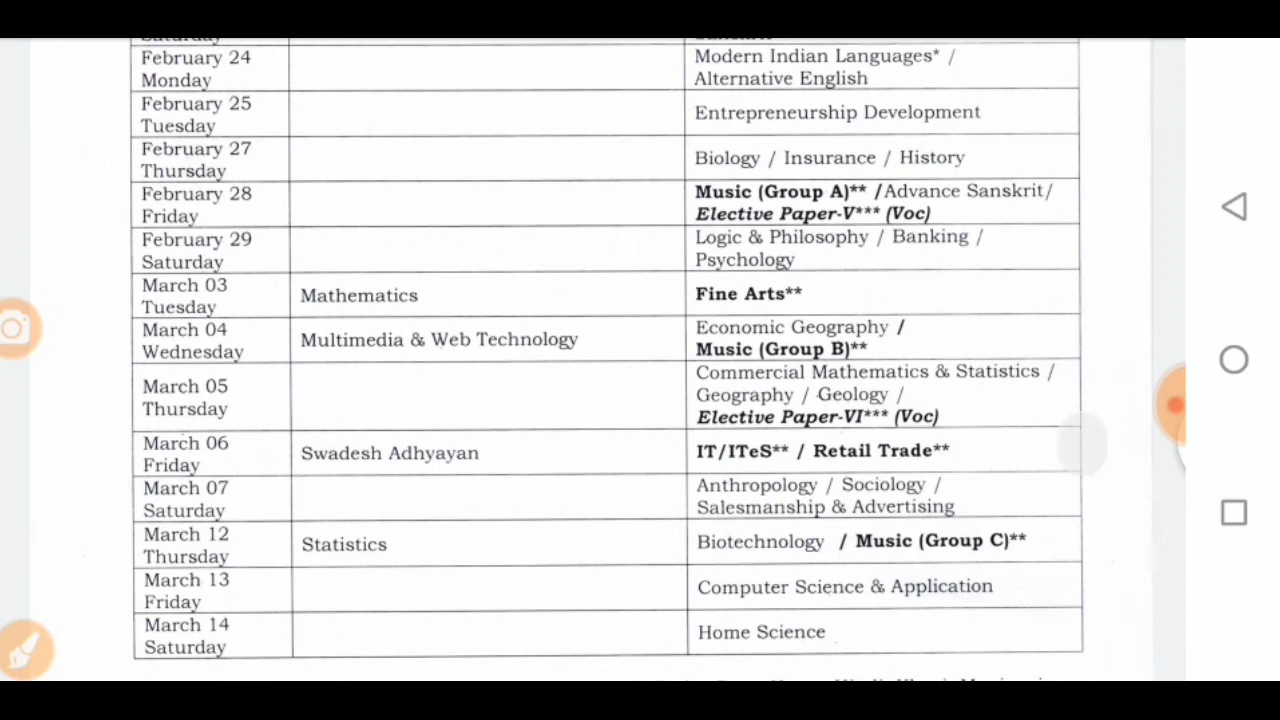 February 24
Monday
Modern Indian Languages* /
Alternative English
February 25
Tuesday
Entrepreneurship Development
February 27
Thursday
Biology / Insurance / History
February 28
Friday
Music (Group A)** /Advance Sanskrit/
Elective Paper-V*** (Voc)
February 29
Saturday
Logic & Philosophy / Banking /
Psychology
March 03
Tuesday
Mathematics
Fine Arts**
March 04
Wednesday
Multimedia & Web Technology
Economic Geography /
Music (Group B)**
March 05
Thursday
Commercial Mathematics & Statistics /
Geography / Geology /
Elective Paper-VI*** (Voc)
March 06
Friday
Swadesh Adhyayan
IT/ITeS** / Retail Trade**
March 07
Saturday
Anthropology / Sociology /
Salesmanship & Advertising
March 12
Thursday
Statistics
Biotechnology / Music (Group C)**
March 13
Friday
Computer Science & Application
March 14
Saturday
Home Science